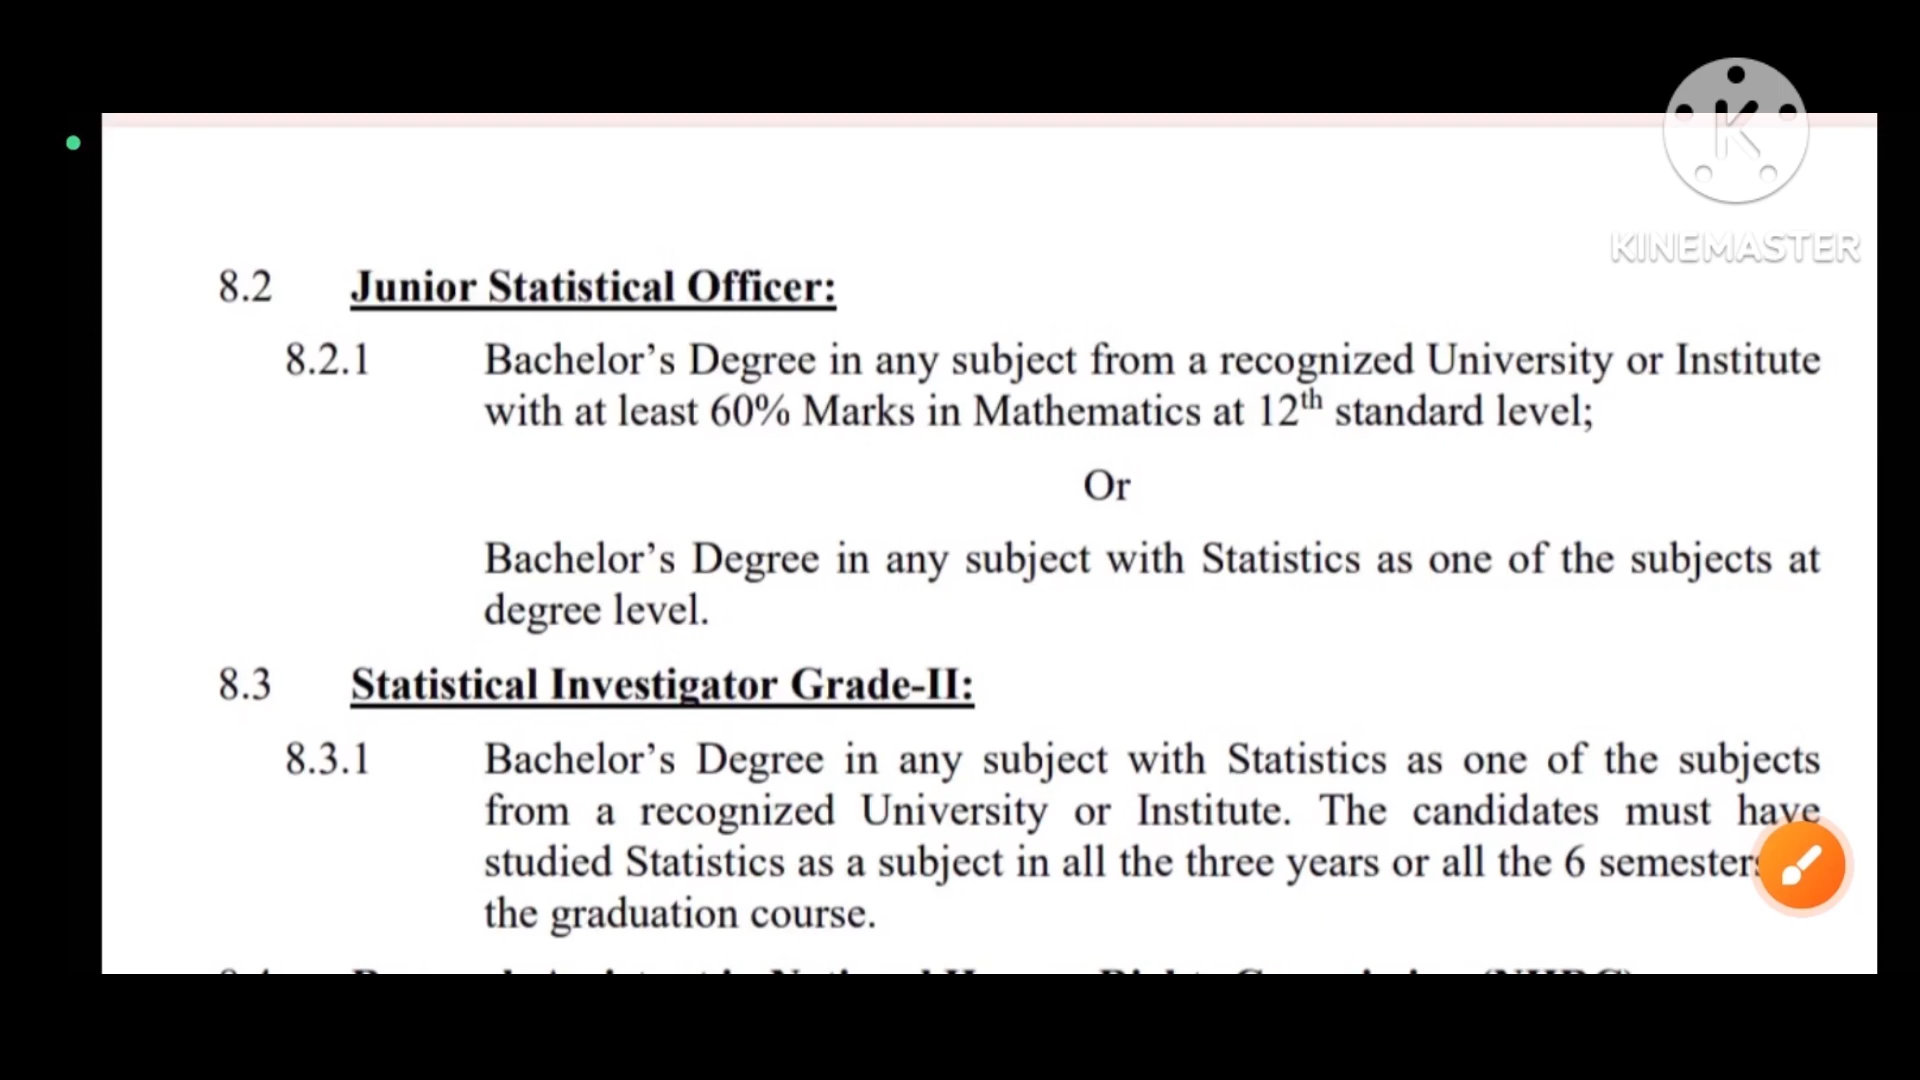 KINEMASTER
8.2 Junior Statistical Officer:
8.2.1 Bachelor’s Degree in any subject from a recognized University or Institute
with at least 60% Marks in Mathematics at 12th standard level;
Or
Bachelor’s Degree in any subject with Statistics as one of the subjects at
degree level.
8.3 Statistical Investigator Grade-II:
8.3.1 Bachelor’s Degree in any subject with Statistics as one of the subjects
from a recognized University or Institute. The candidates must have
studied Statistics as a subject in all the three years or all the 6 semesters
the graduation course.